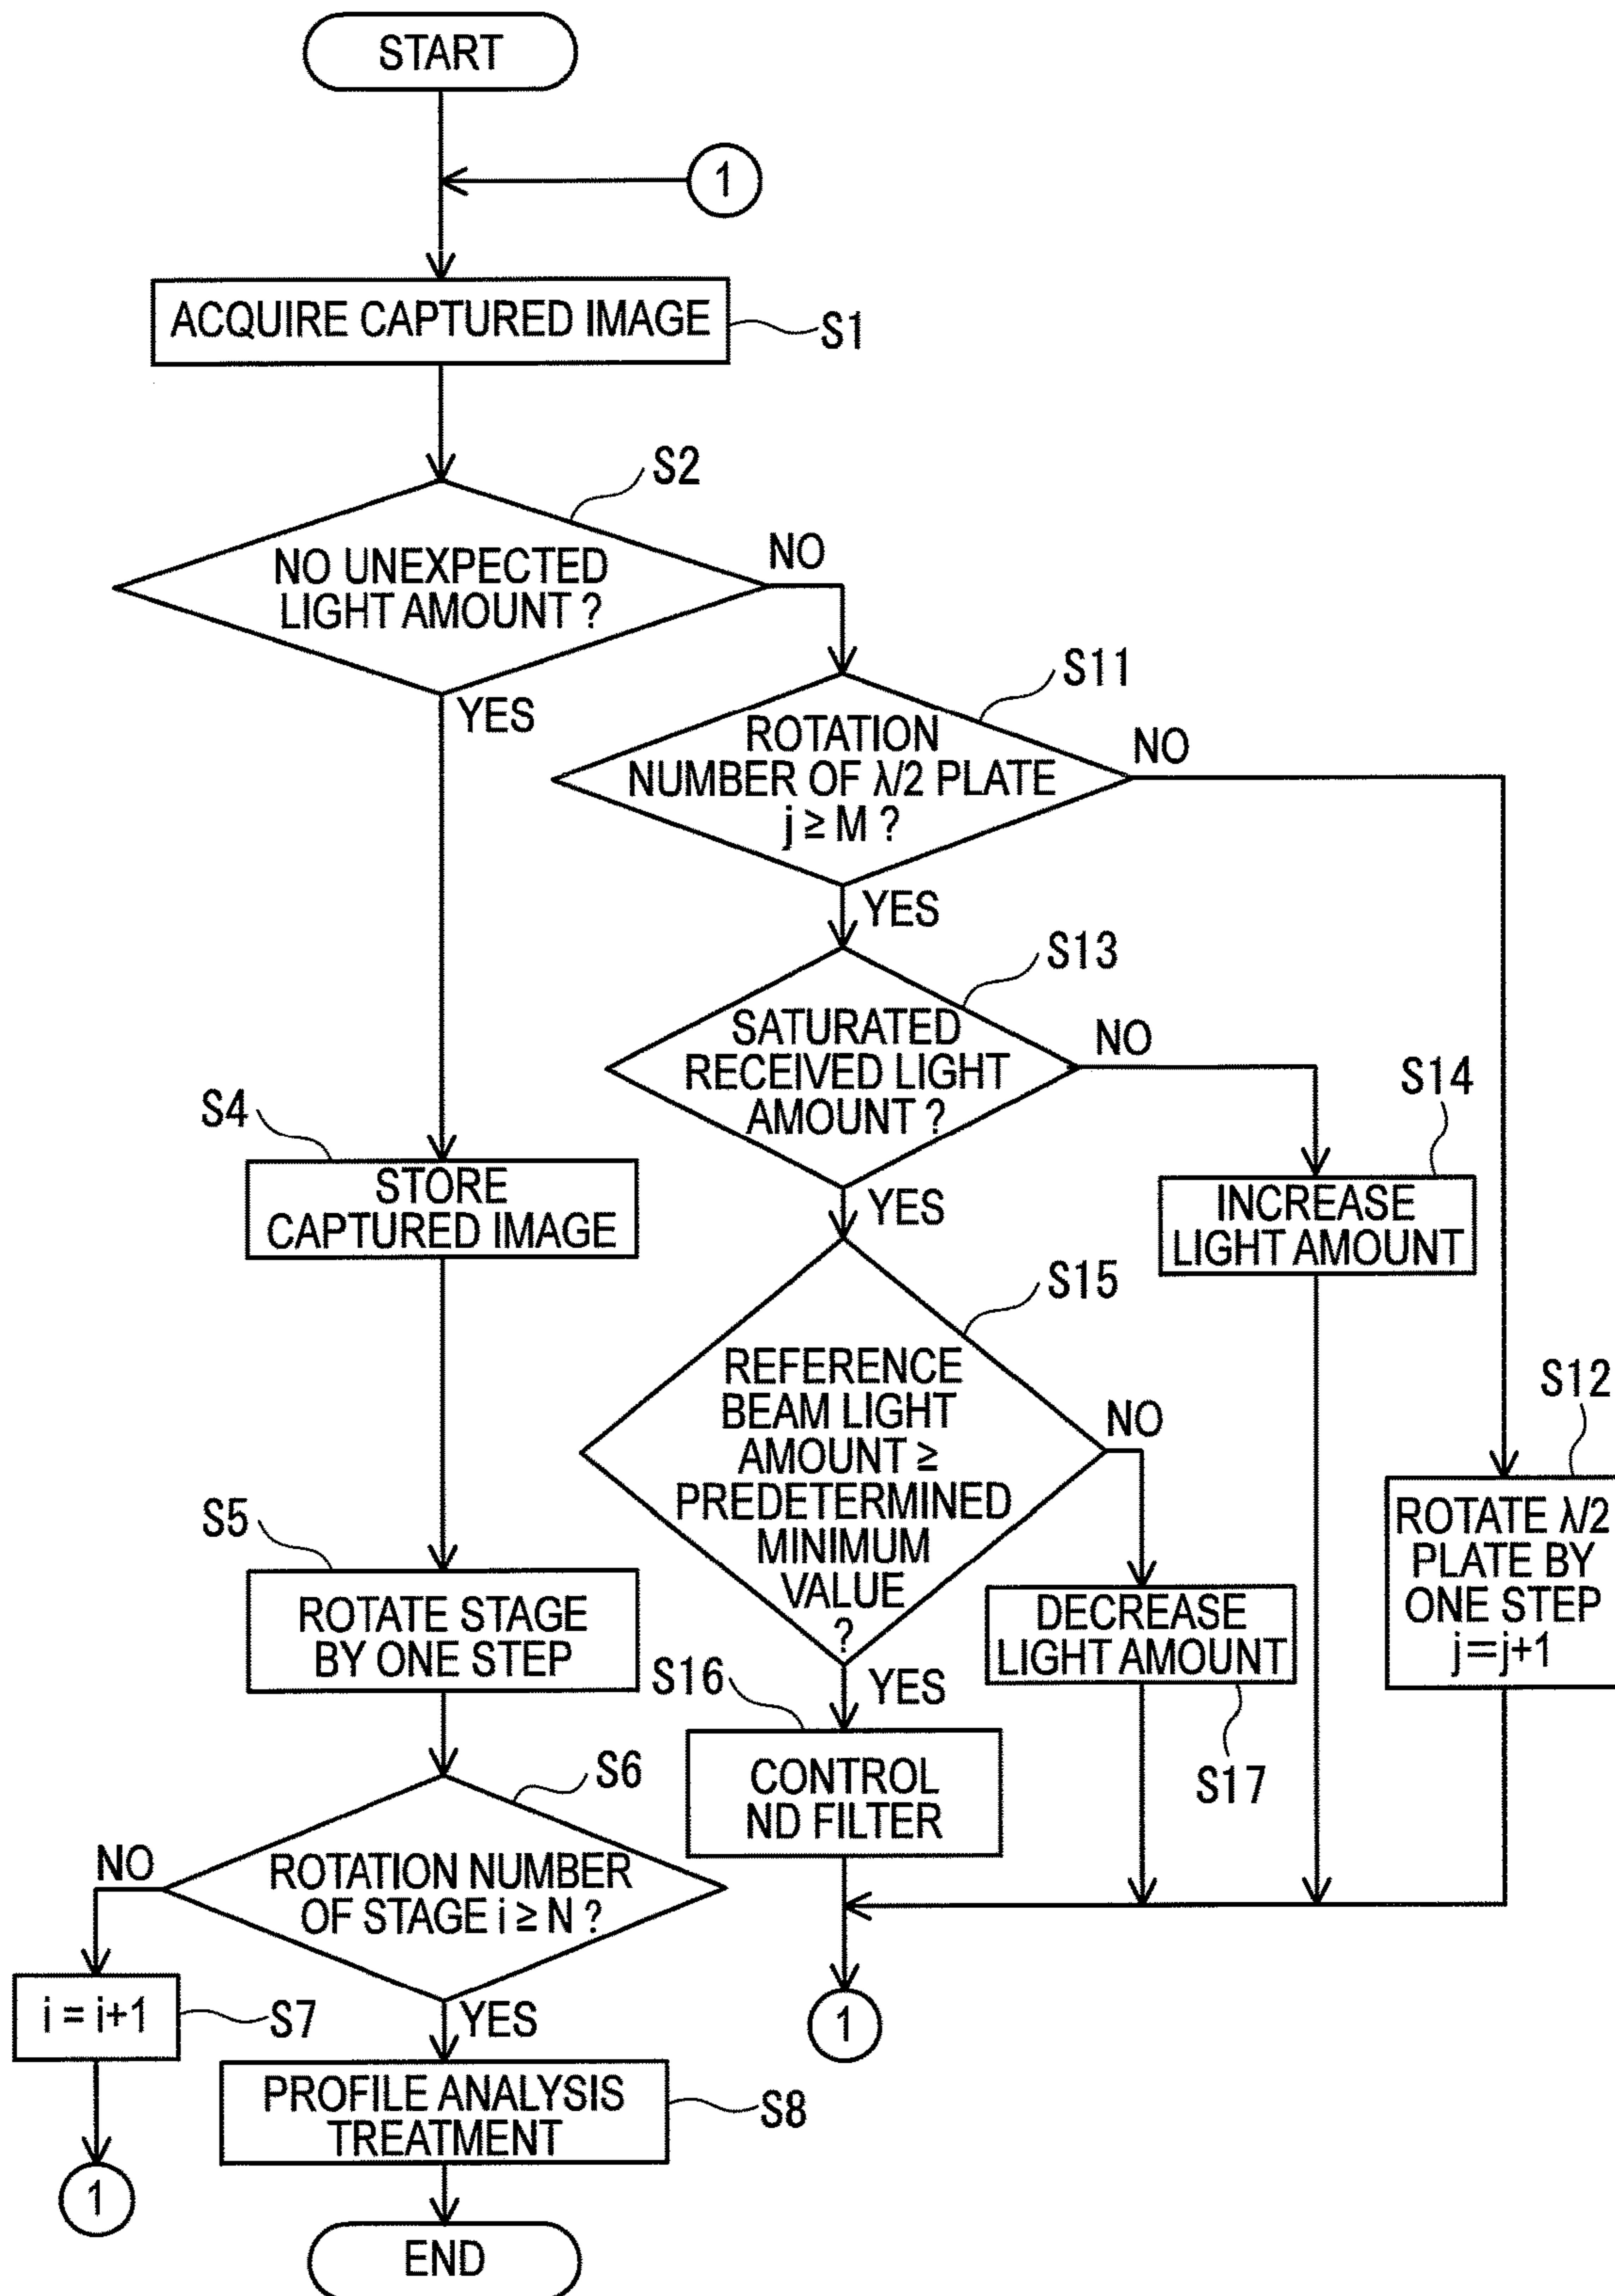 START
1
ACQUIRE CAPTURED IMAGE
S1
S2
NO UNEXPECTED
LIGHT AMOUNT ?
NO
YES
S11
ROTATION
NUMBER OF λ/2 PLATE
j ≥ M ?
NO
YES
S13
SATURATED
RECEIVED LIGHT
AMOUNT ?
NO
YES
S14
INCREASE
LIGHT AMOUNT
S4
STORE
CAPTURED IMAGE
S15
REFERENCE
BEAM LIGHT
AMOUNT ≥
PREDETERMINED
MINIMUM
VALUE
?
NO
YES
S12
ROTATE λ/2
PLATE BY
ONE STEP
j=j+1
S5
ROTATE STAGE
BY ONE STEP
DECREASE
LIGHT AMOUNT
S17
S16
CONTROL
ND FILTER
S6
ROTATION NUMBER
OF STAGE i ≥ N ?
NO
YES
i = i+1
S7
1
PROFILE ANALYSIS
TREATMENT
S8
1
END